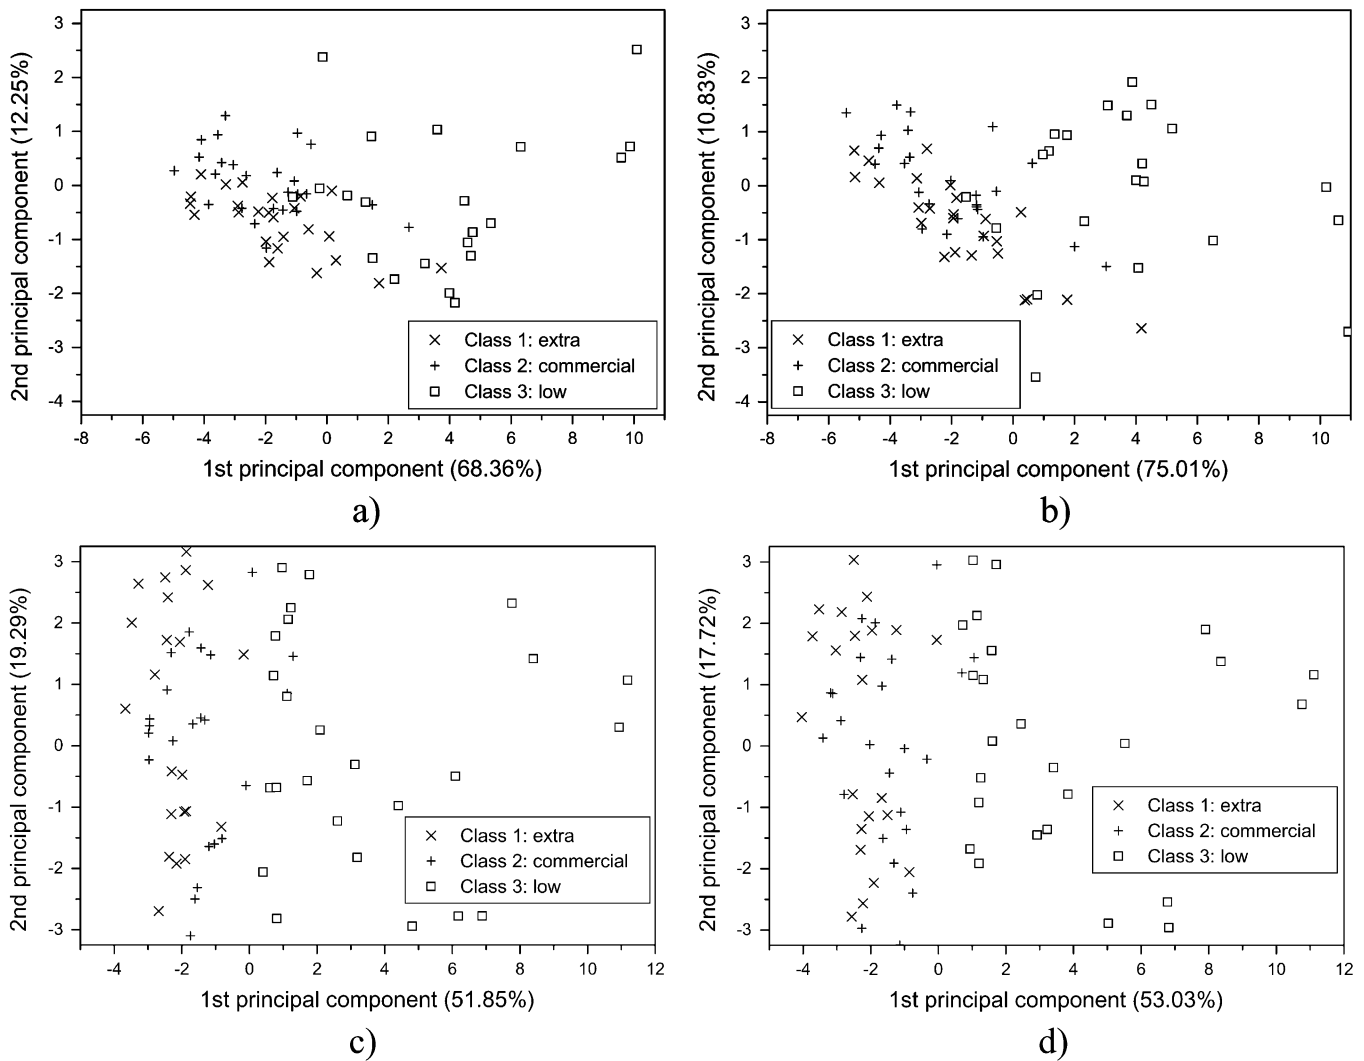 3
2
1
0
-1
-2
-3
-4
2nd principal component (12.25%)
Class 1: extra
Class 2: commercial
Class 3: low
-8 -6 -4 -2 0 2 4 6 8 10
1st principal component (68.36%)
a)
3
2
1
0
-1
-2
-3
-4
2nd principal component (10.83%)
Class 1: extra
Class 2: commercial
Class 3: low
-8 -6 -4 -2 0 2 4 6 8 10
1st principal component (75.01%)
b)
3
2
1
0
-1
-2
-3
2nd principal component (19.29%)
Class 1: extra
Class 2: commercial
Class 3: low
-4 -2 0 2 4 6 8 10 12
1st principal component (51.85%)
c)
3
2
1
0
-1
-2
-3
2nd principal component (17.72%)
Class 1: extra
Class 2: commercial
Class 3: low
-4 -2 0 2 4 6 8 10 12
1st principal component (53.03%)
d)